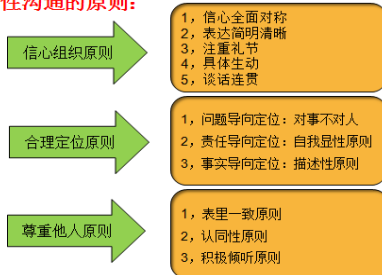 性沟通的原则：
信心组织原则
1，信心全面对称
2，表达简明清晰
3，注重礼节
4，具体生动
5，谈话连贯
合理定位原则
1，问题导向定位：对事不对人
2，责任导向定位：自我显性原则
3，事实导向定位：描述性原则
尊重他人原则
1，表里一致原则
2，认同性原则
3，积极倾听原则